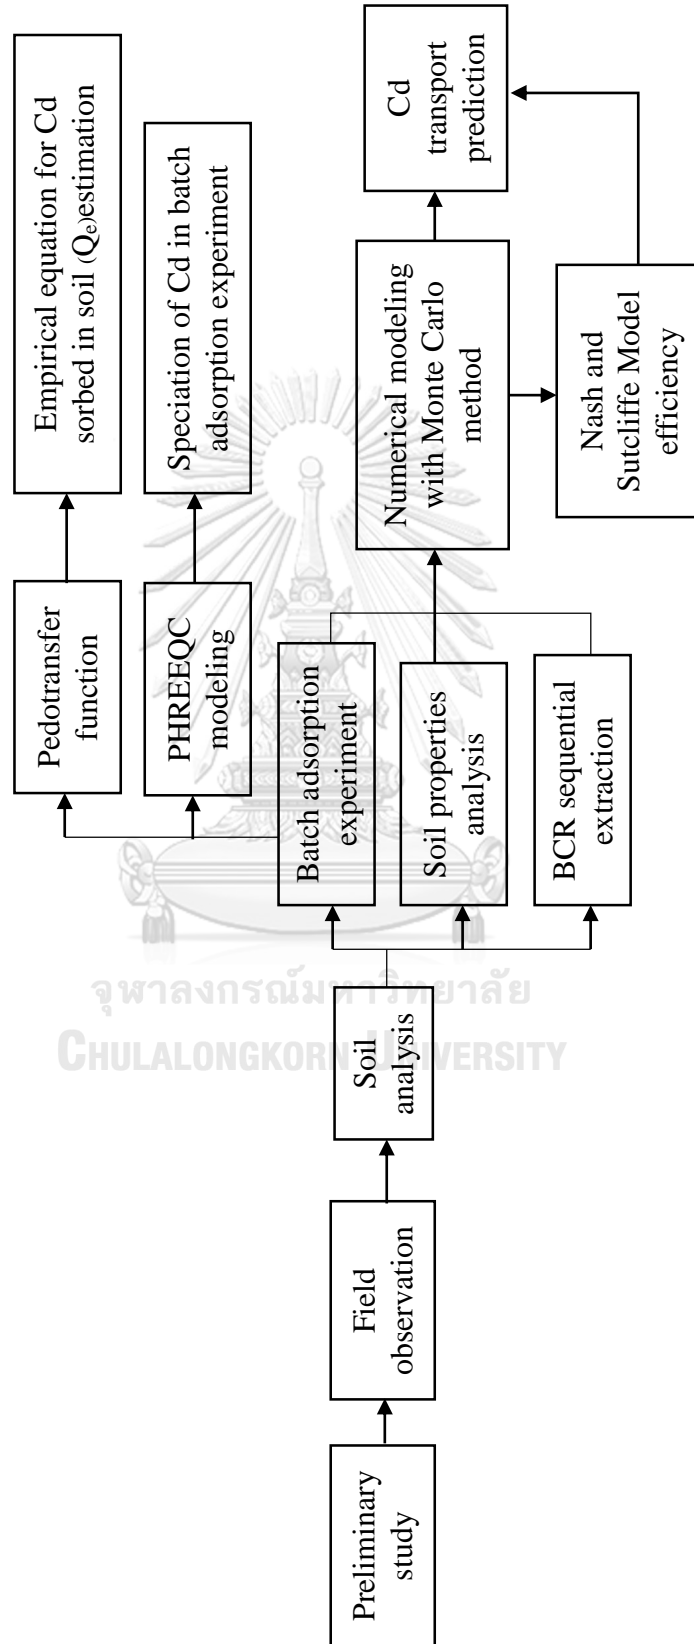 Preliminary
study
Field
observation
Soil
analysis
Batch adsorption
experiment
Soil properties
analysis
BCR sequential
extraction
Pedotransfer
function
PHREEQC
modeling
Empirical equation for Cd
sorbed in soil (Qe)estimation
Speciation of Cd in batch
adsorption experiment
Numerical modeling
with Monte Carlo
method
Nash and
Sutcliffe Model
efficiency
Cd
transport
prediction
จุฬาลงกรณ์มหาวิทยาลัย
CHULALONGKORN UNIVERSITY